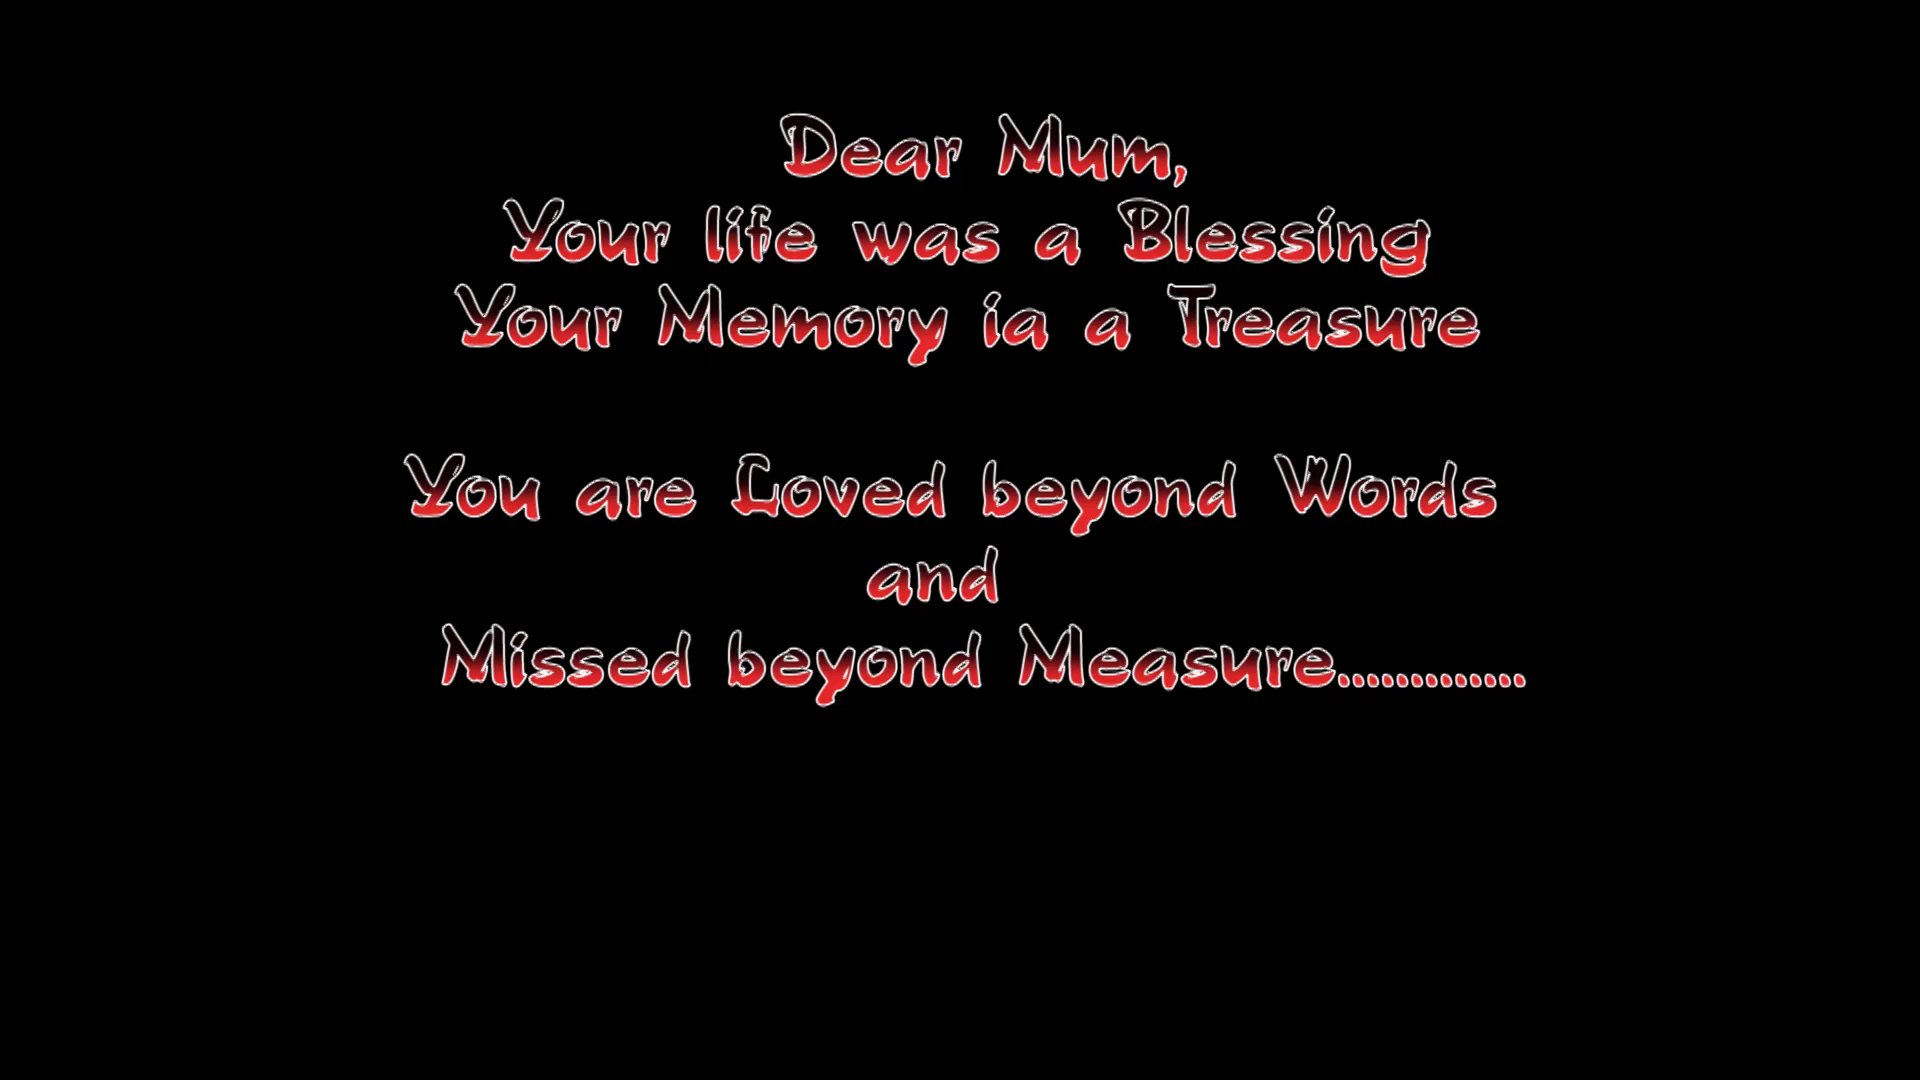 Dear Mum,
Your life was a Blessing
Your Memory ia a Treasure
You are Loved beyond Words
and
Missed beyond Measure.............